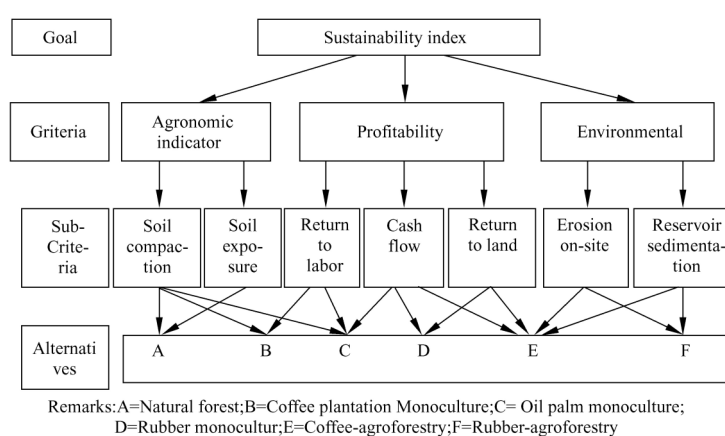 Goal
Sustainability index
Griteria
Agronomic
indicator
Profitability
Environmental
Sub-
Crite-
ria
Soil
compac-
tion
Soil
expo-
sure
Return
to
labor
Cash
flow
Return
to land
Erosion
on-site
Reservoir
sedimenta-
tion
Alternati
ves
A B C D E F
Remarks:A=Natural forest;B=Coffee plantation Monoculture;C= Oil palm monoculture;
D=Rubber monocultur;E=Coffee-agroforestry;F=Rubber-agroforestry